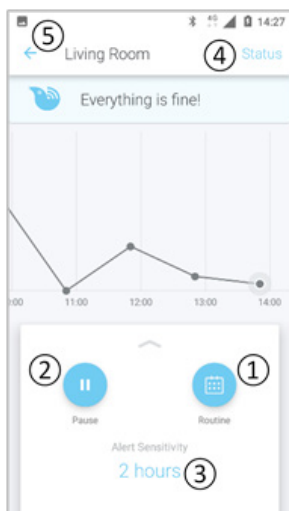 4G 14:27
⑤ Living Room ④ Status
Everything is fine!
:00 11:00 12:00 13:00 14:00
② ①
Pause Routine
Alert Sensitivity
2 hours ③